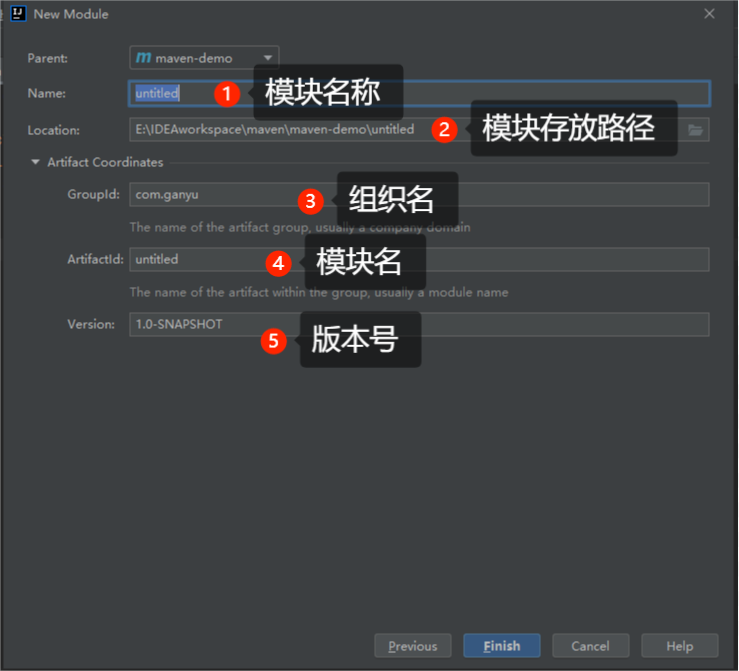 New Module
Parent: maven-demo
Name: untitled 1 模块名称
Location: E:\IDEAworkspace\maven\maven-demo\untitled 2 模块存放路径
Artifact Coordinates
GroupId: com.ganyu 3 组织名
The name of the artifact group, usually a company domain
ArtifactId: untitled 4 模块名
The name of the artifact within the group, usually a module name
Version: 1.0-SNAPSHOT 5 版本号
Previous Finish Cancel Help